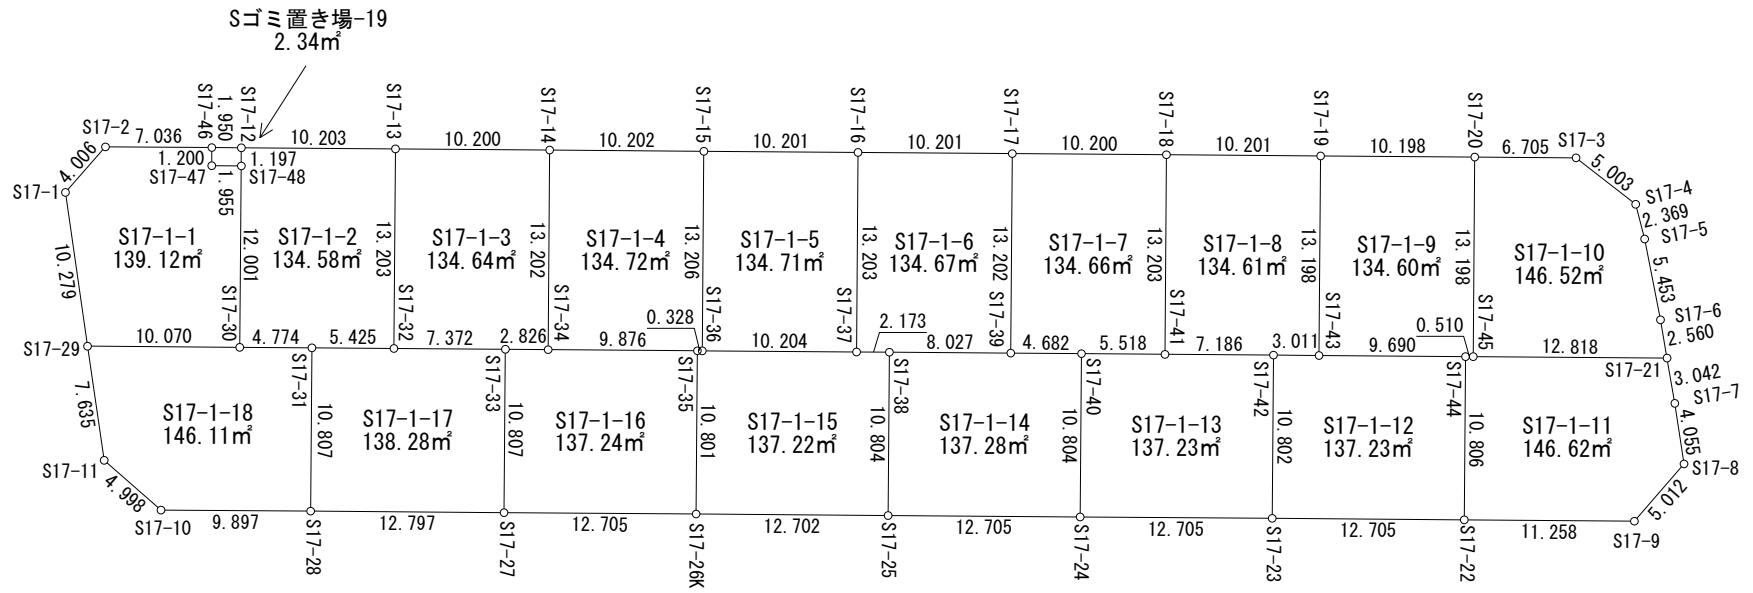 Sゴミ置き場-19
2.34㎡
S17-46
1.950
S17-12
S17-13
S17-14
S17-15
S17-16
S17-17
S17-18
S17-19
S17-20
S17-2
7.036
10.203
10.200
10.202
10.201
10.201
10.200
10.201
10.198
6.705
S17-3
4.006
1.200
1.197
5.003
S17-47
S17-48
S17-1
1.955
S17-4
2.369
S17-5
S17-1-1
139.12㎡
S17-1-2
134.58㎡
S17-1-3
134.64㎡
S17-1-4
134.72㎡
S17-1-5
134.71㎡
S17-1-6
134.67㎡
S17-1-7
134.66㎡
S17-1-8
134.61㎡
S17-1-9
134.60㎡
S17-1-10
146.52㎡
10.279
12.001
13.203
13.202
13.206
13.203
13.202
13.203
13.198
13.198
5.453
S17-30
S17-32
S17-34
S17-36
S17-37
S17-39
S17-41
S17-43
S17-45
S17-6
0.328
2.173
0.510
2.560
S17-29
10.070
4.774
5.425
7.372
2.826
9.876
10.204
8.027
4.682
5.518
7.186
3.011
9.690
12.818
S17-21
3.042
S17-7
7.635
S17-31
S17-33
S17-35
S17-38
S17-40
S17-42
S17-44
S17-1-18
146.11㎡
S17-1-17
138.28㎡
S17-1-16
137.24㎡
S17-1-15
137.22㎡
S17-1-14
137.28㎡
S17-1-13
137.23㎡
S17-1-12
137.23㎡
S17-1-11
146.62㎡
10.807
10.807
10.801
10.804
10.804
10.802
10.806
4.055
S17-11
S17-8
4.998
5.012
S17-10
9.897
12.797
12.705
12.702
12.705
12.705
12.705
11.258
S17-9
S17-28
S17-27
S17-26K
S17-25
S17-24
S17-23
S17-22